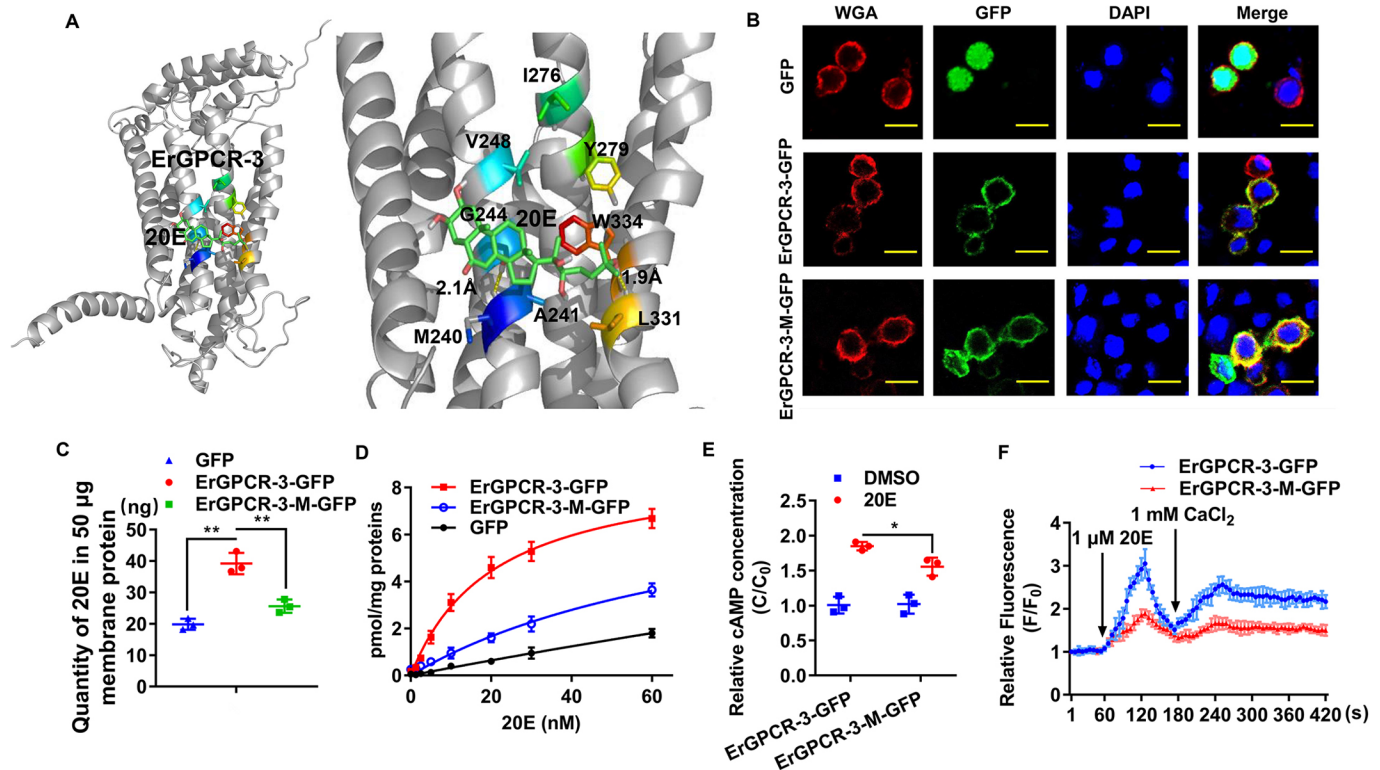 A
ErGPCR-3
20E
I276
V248
Y279
G244
20E
W334
2.1Å
1.9Å
A241
M240
L331
B
WGA
GFP
DAPI
Merge
GFP
ErGPCR-3-GFP
ErGPCR-3-M-GFP
C
GFP
ErGPCR-3-GFP
ErGPCR-3-M-GFP
Quantity of 20E in 50 µg
membrane protein
(ng)
50
40
30
20
10
0
**
**
D
ErGPCR-3-GFP
ErGPCR-3-M-GFP
GFP
pmol/mg proteins
8
6
4
2
0
0
20
40
60
20E (nM)
E
DMSO
20E
Relative cAMP concentration
(C/C0)
2.5
2.0
1.5
1.0
0.5
0.0
*
ErGPCR-3-GFP
ErGPCR-3-M-GFP
F
ErGPCR-3-GFP
ErGPCR-3-M-GFP
1 mM CaCl2
1 µM 20E
Relative Fluorescence
(F/F0)
4
3
2
1
0
1 60 120 180 240 300 360 420 (s)